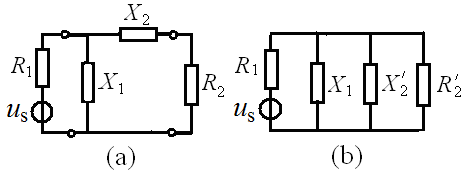 X₂
R₁
X₁
R₂
uₛ
(a)
R₁
X₁
X₂′
R₂′
uₛ
(b)